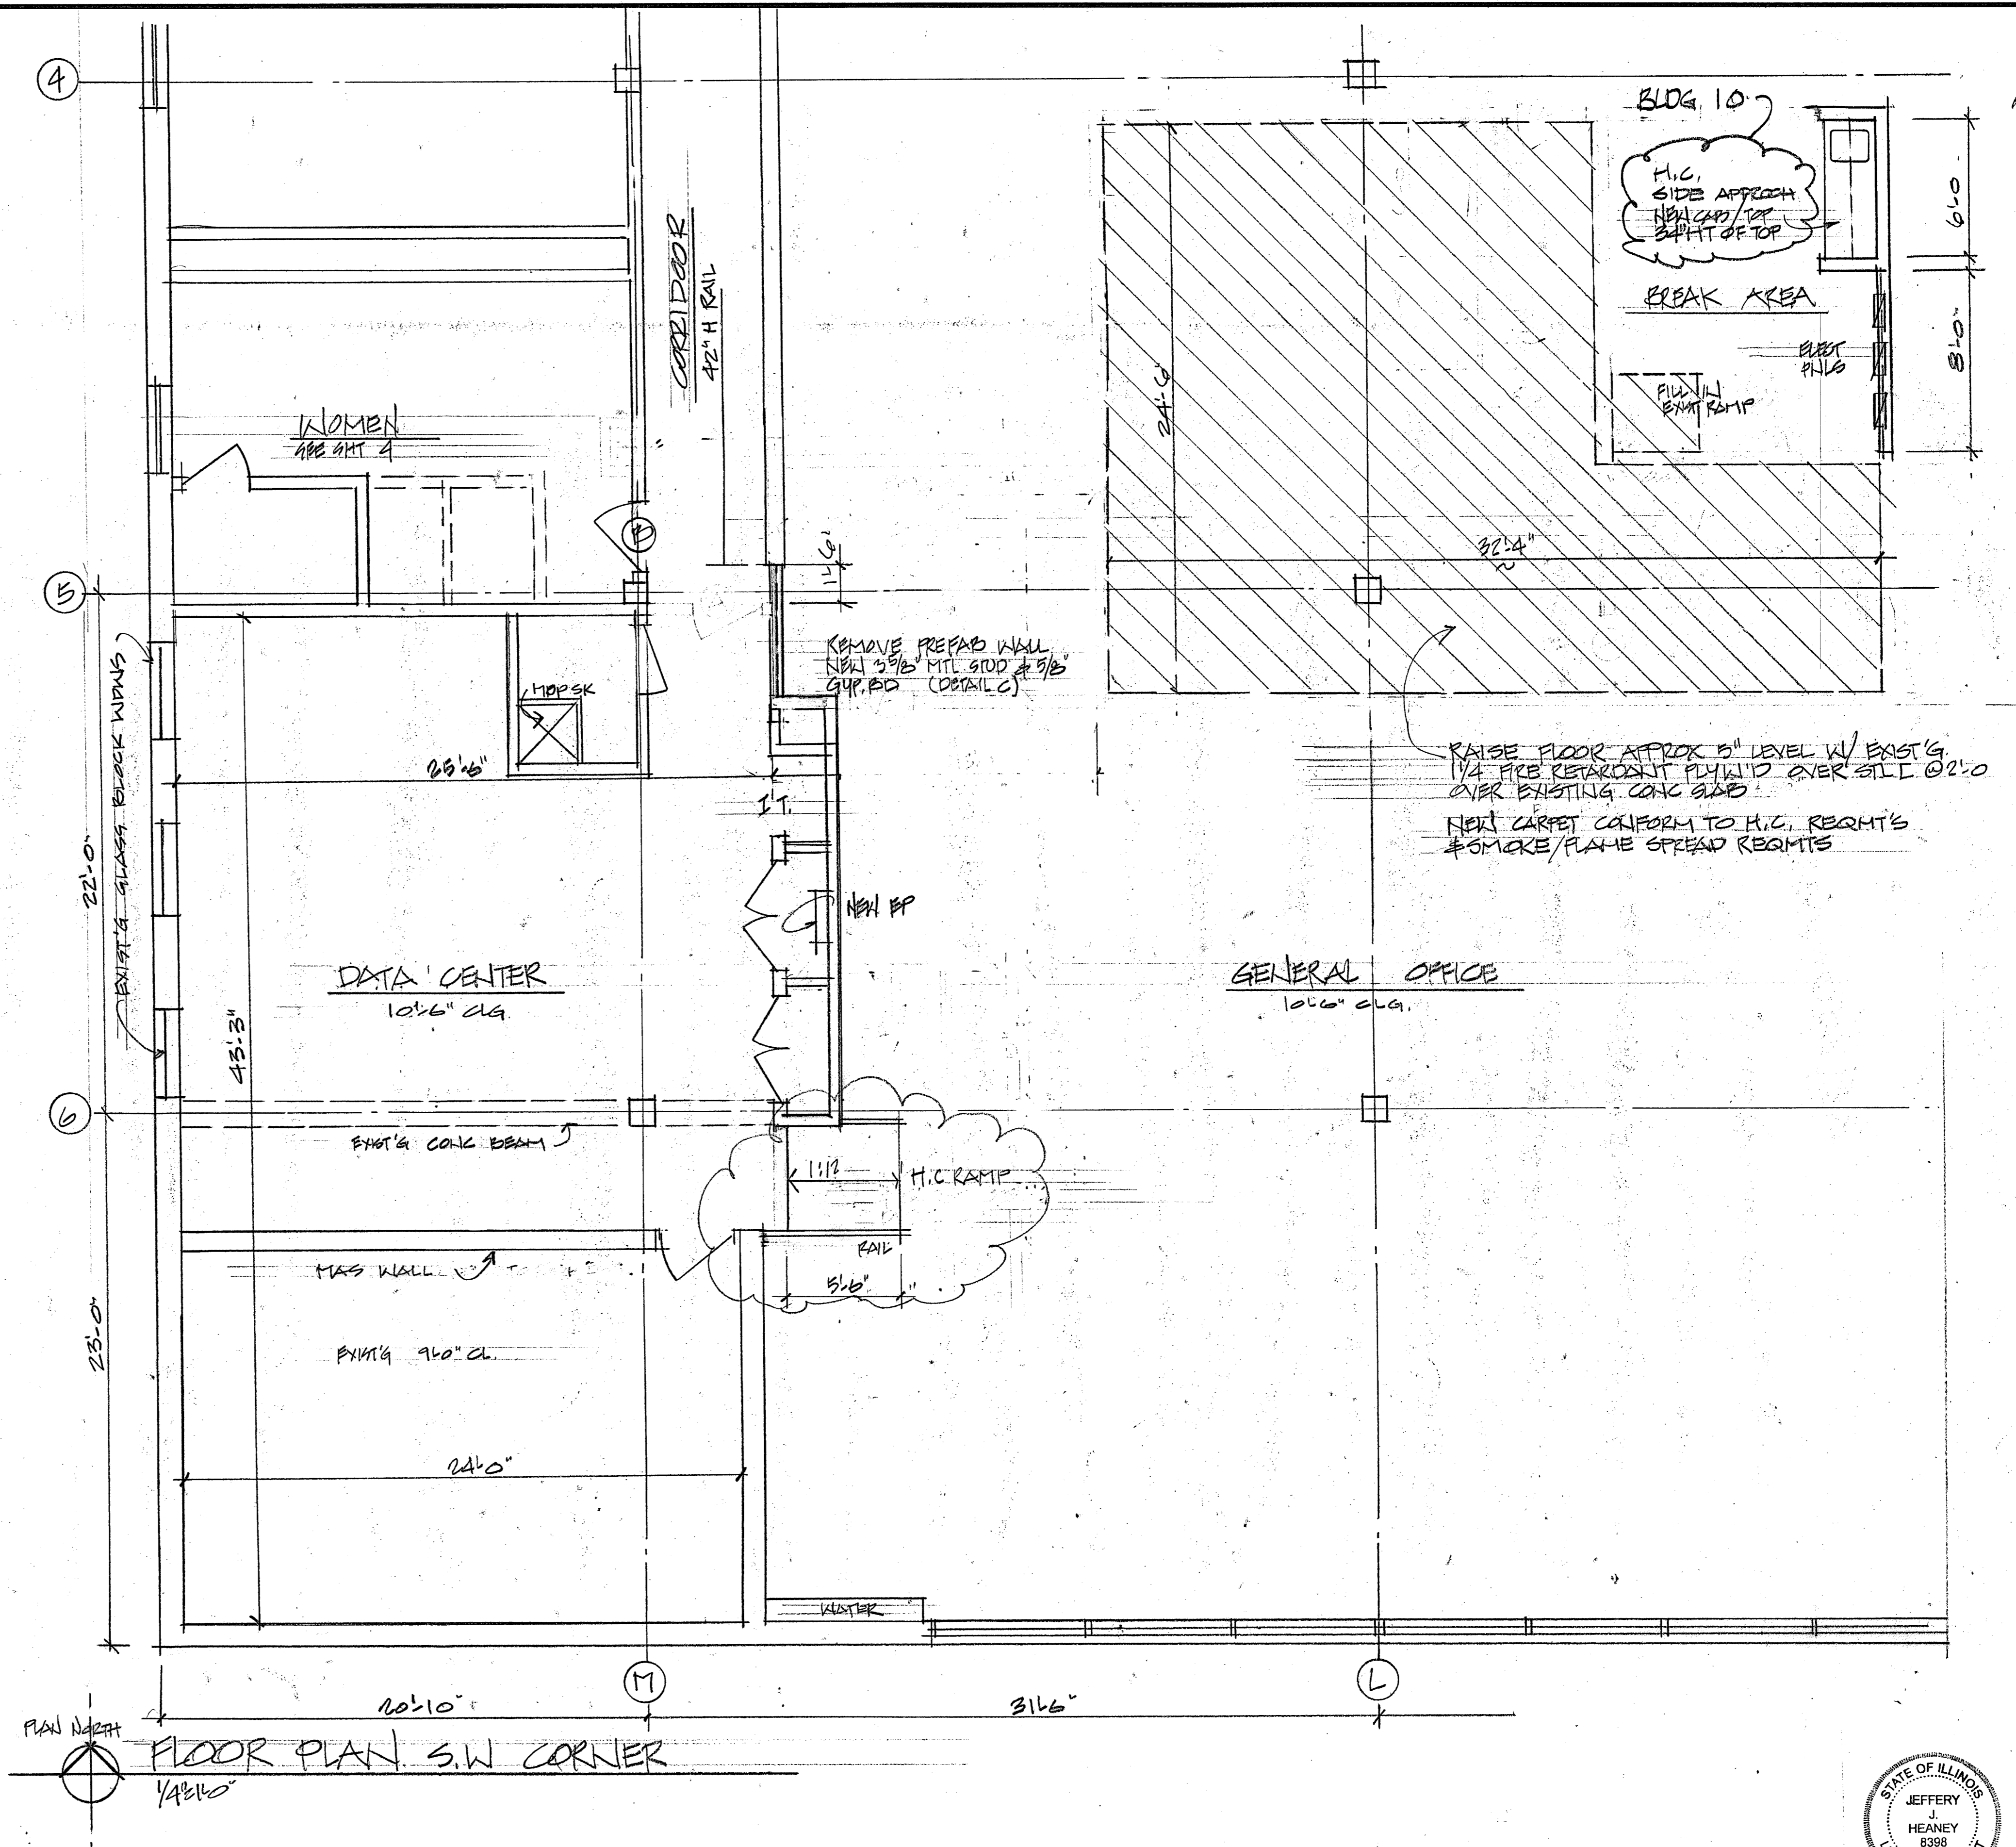 4
BLDG. 10
H.C.
SIDE APPROCH
NEW CAB/TOP
34" HT OF TOP
6'-0"
CORRIDOOR
42" H RAIL
BREAK AREA
8'-0"
ELECT
PNLS
FILL IN
EXIST RAMP
24'-6"
WOMEN
SEE SHT 4
B
32'-4"
5
1'-6"
REMOVE PREFAB WALL
NEW 3 5/8" MTL STUD & 5/8"
GYP. BD (DETAIL C)
MOP SK
EXIST'G GLASS BLOCK WDWS
25'-6"
I.T.
RAISE FLOOR APPROX 5" LEVEL W/ EXIST'G.
1 1/4 FIRE RETARDANT PLYW'D OVER STL C @ 2'-0
OVER EXISTING CONC SLAB
NEW CARPET CONFORM TO H.C. REQMT'S
& SMOKE/FLAME SPREAD REQMTS
22'-0"
NEW EP
DATA CENTER
10'-6" CLG.
GENERAL OFFICE
10'-6" CLG.
43'-3"
6
EXIST'G CONC BEAM
1:12
H.C RAMP
RAIL
MAS WALL
5'-6"
23'-0"
EXIST'G 9'-0" CL.
24'-0"
WATER
M
L
20'-10"
31'-6"
PLAN NORTH
FLOOR PLAN S.W CORNER
1/4"=1'-0"
STATE OF ILLINOIS
JEFFERY
J.
HEANEY
8398